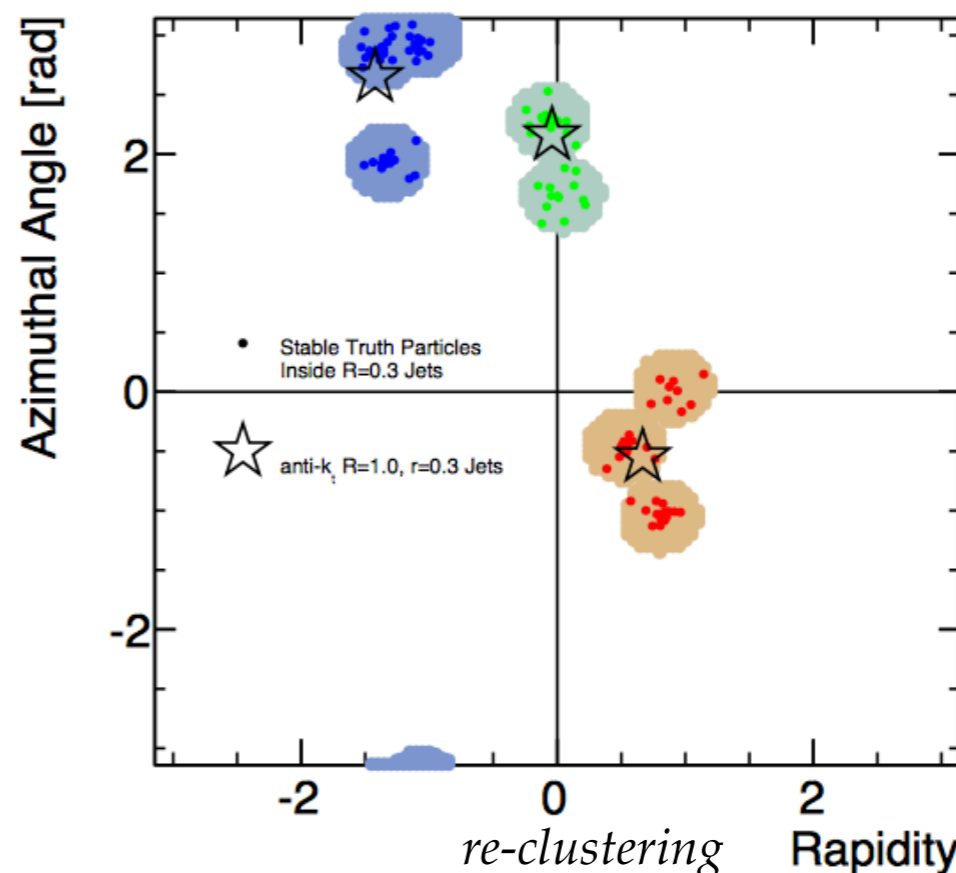 Azimuthal Angle [rad]
2
0
-2
Stable Truth Particles
Inside R=0.3 Jets
anti-kt R=1.0, r=0.3 Jets
-2
0
2
re-clustering
Rapidity